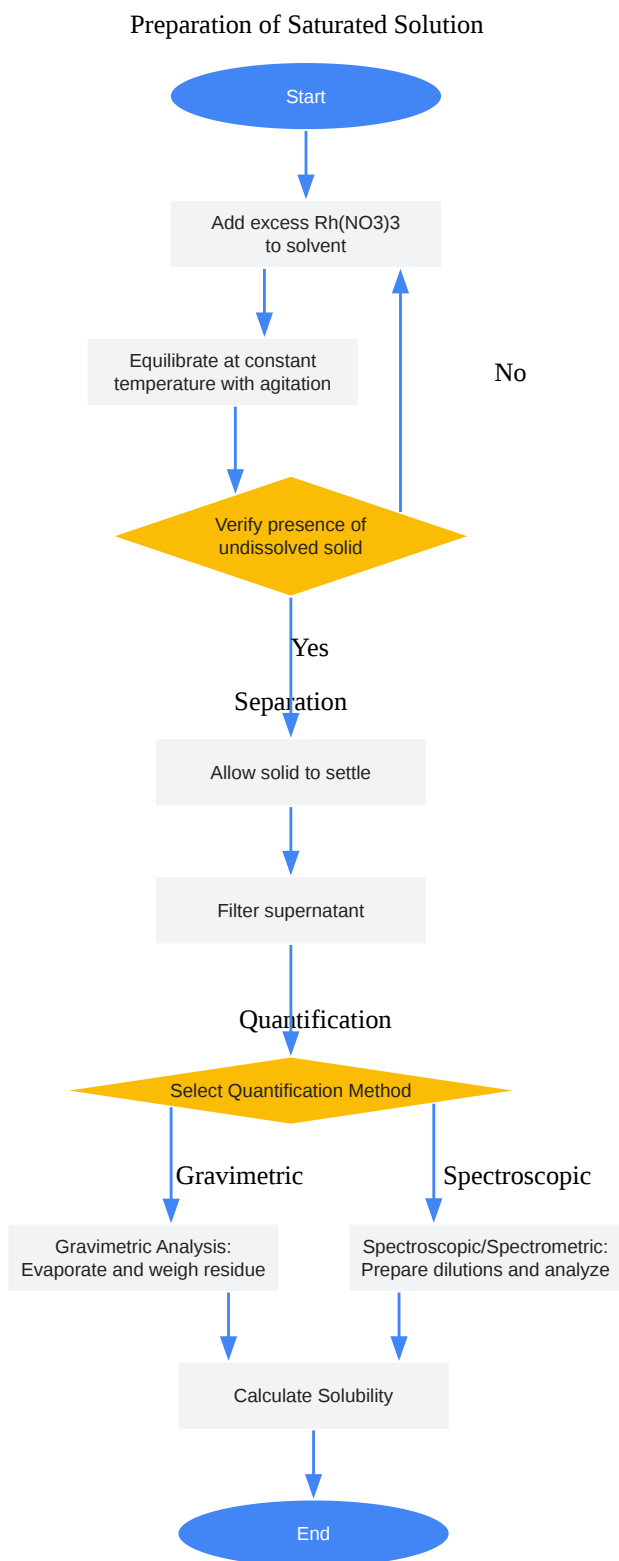 Preparation of Saturated Solution
Start
Add excess Rh(NO3)3
to solvent
Equilibrate at constant
temperature with agitation
No
Verify presence of
undissolved solid
Yes
Separation
Allow solid to settle
Filter supernatant
Quantification
Select Quantification Method
Gravimetric
Spectroscopic
Gravimetric Analysis:
Evaporate and weigh residue
Spectroscopic/Spectrometric:
Prepare dilutions and analyze
Calculate Solubility
End